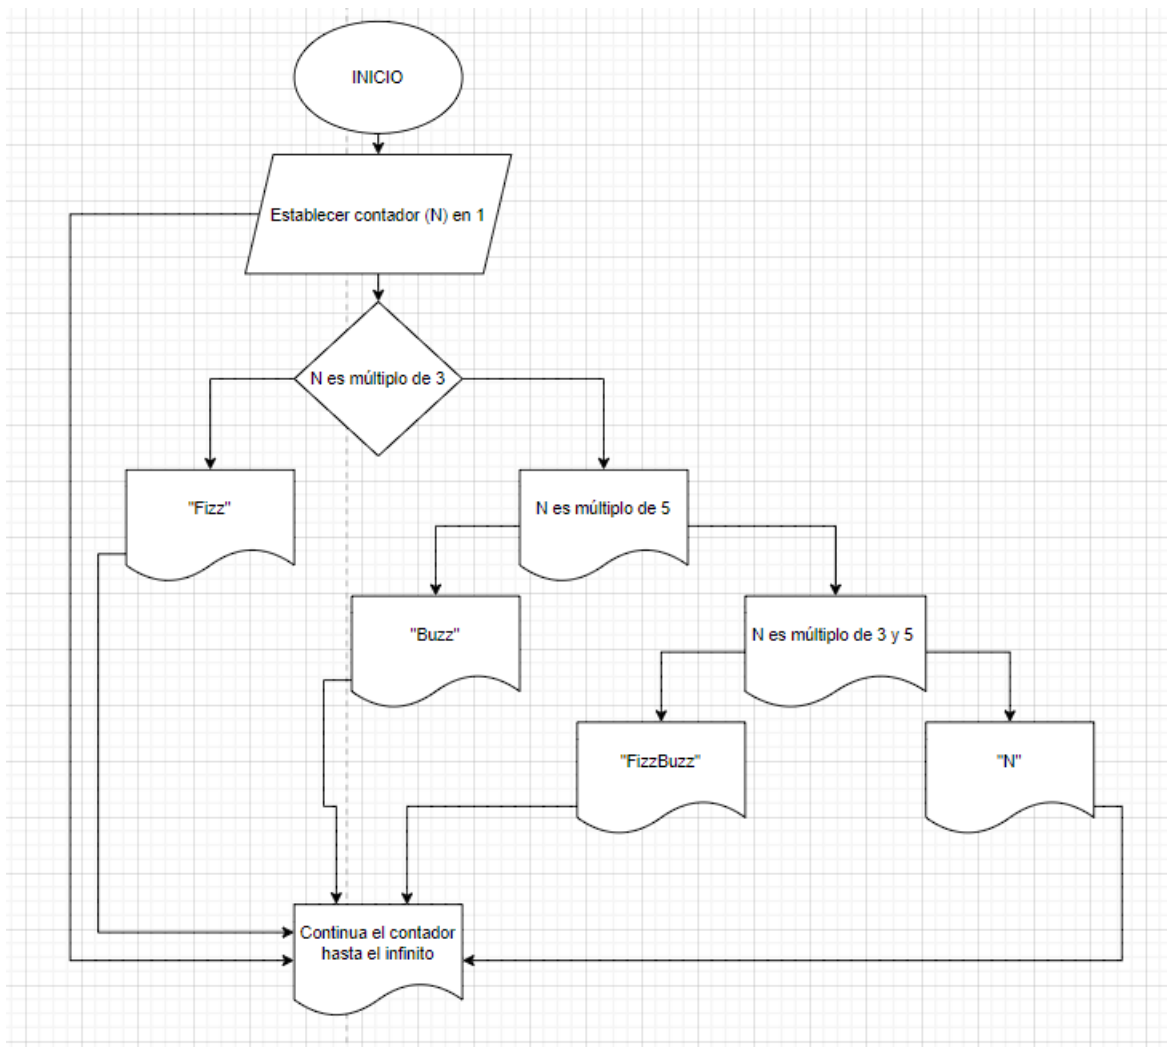 INICIO
Establecer contador (N) en 1
N es múltiplo de 3
"Fizz"
N es múltiplo de 5
"Buzz"
N es múltiplo de 3 y 5
"FizzBuzz"
"N"
Continua el contador
hasta el infinito